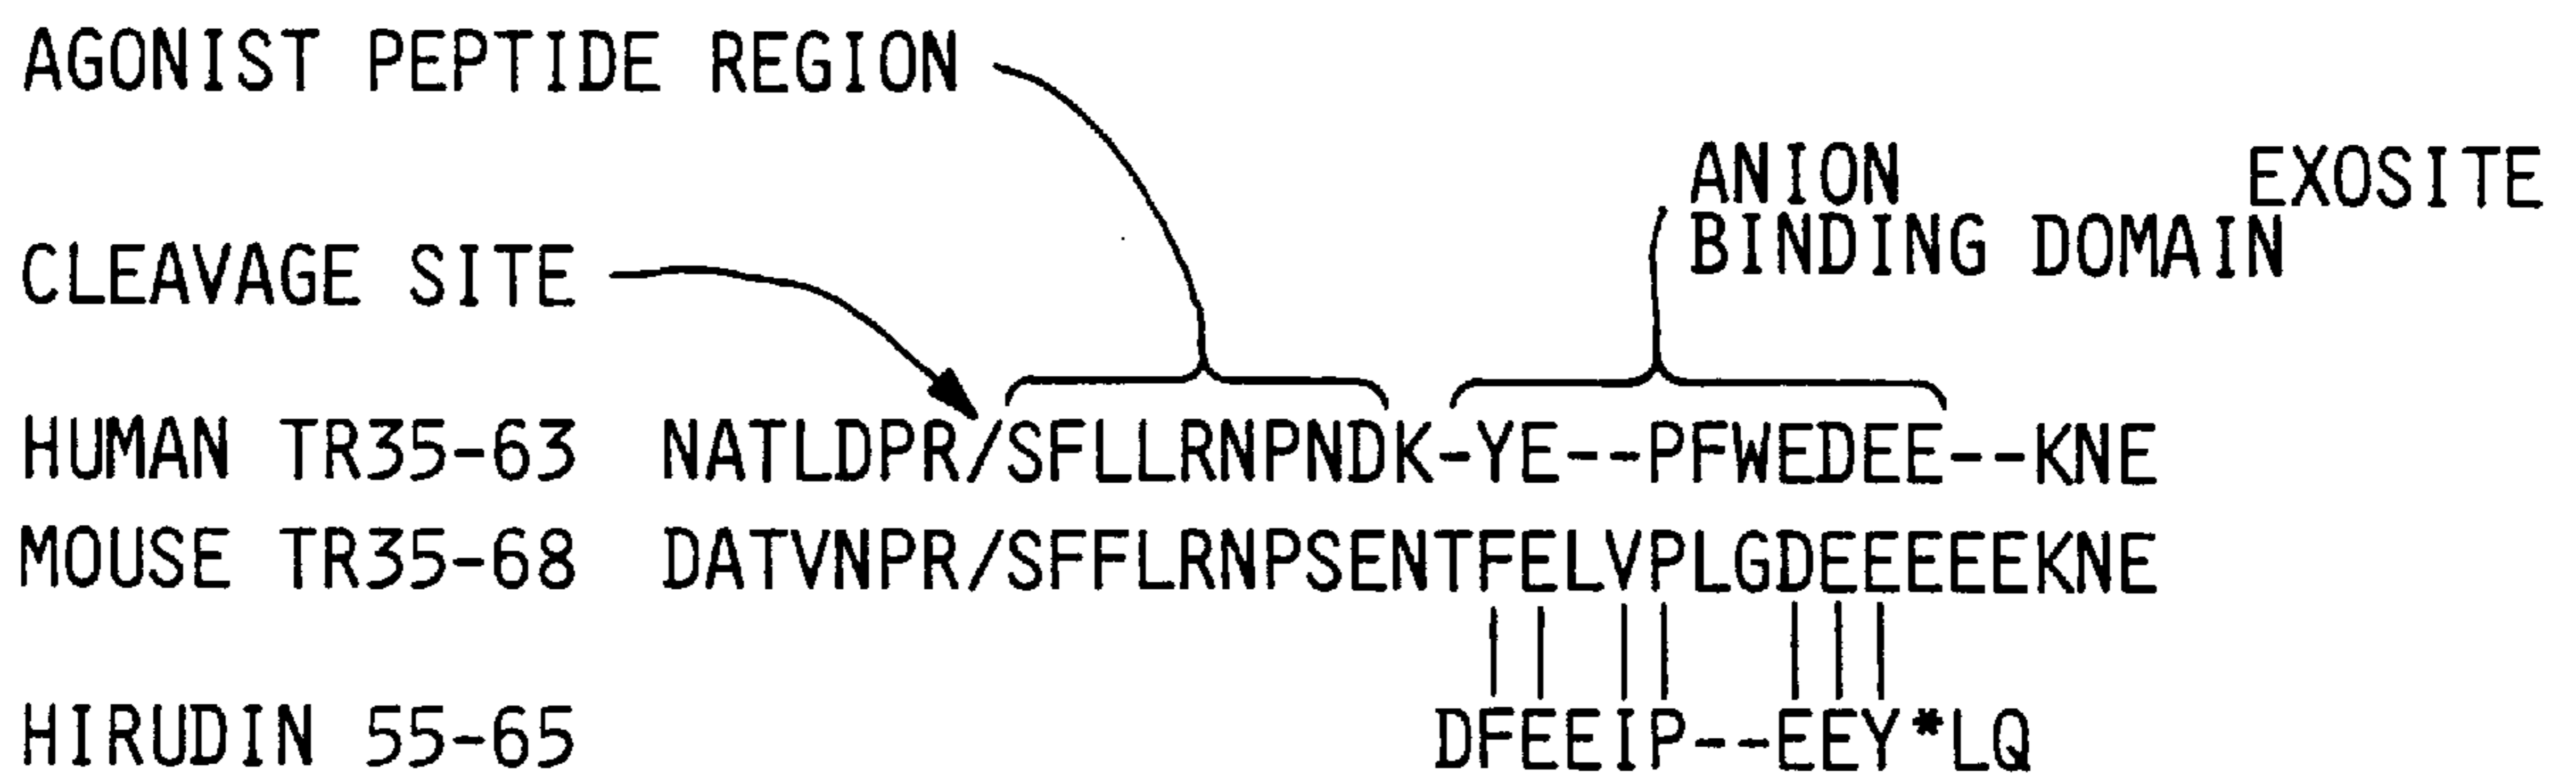 AGONIST PEPTIDE REGION
ANION EXOSITE
BINDING DOMAIN
CLEAVAGE SITE
HUMAN TR35-63 NATLDPR/SFLLRNPNDK-YE--PFWEDEE--KNE
MOUSE TR35-68 DATVNPR/SFFLRNPSENTFELVPLGDEEEEEKNE
HIRUDIN 55-65 DFEEIP--EEY*LQ